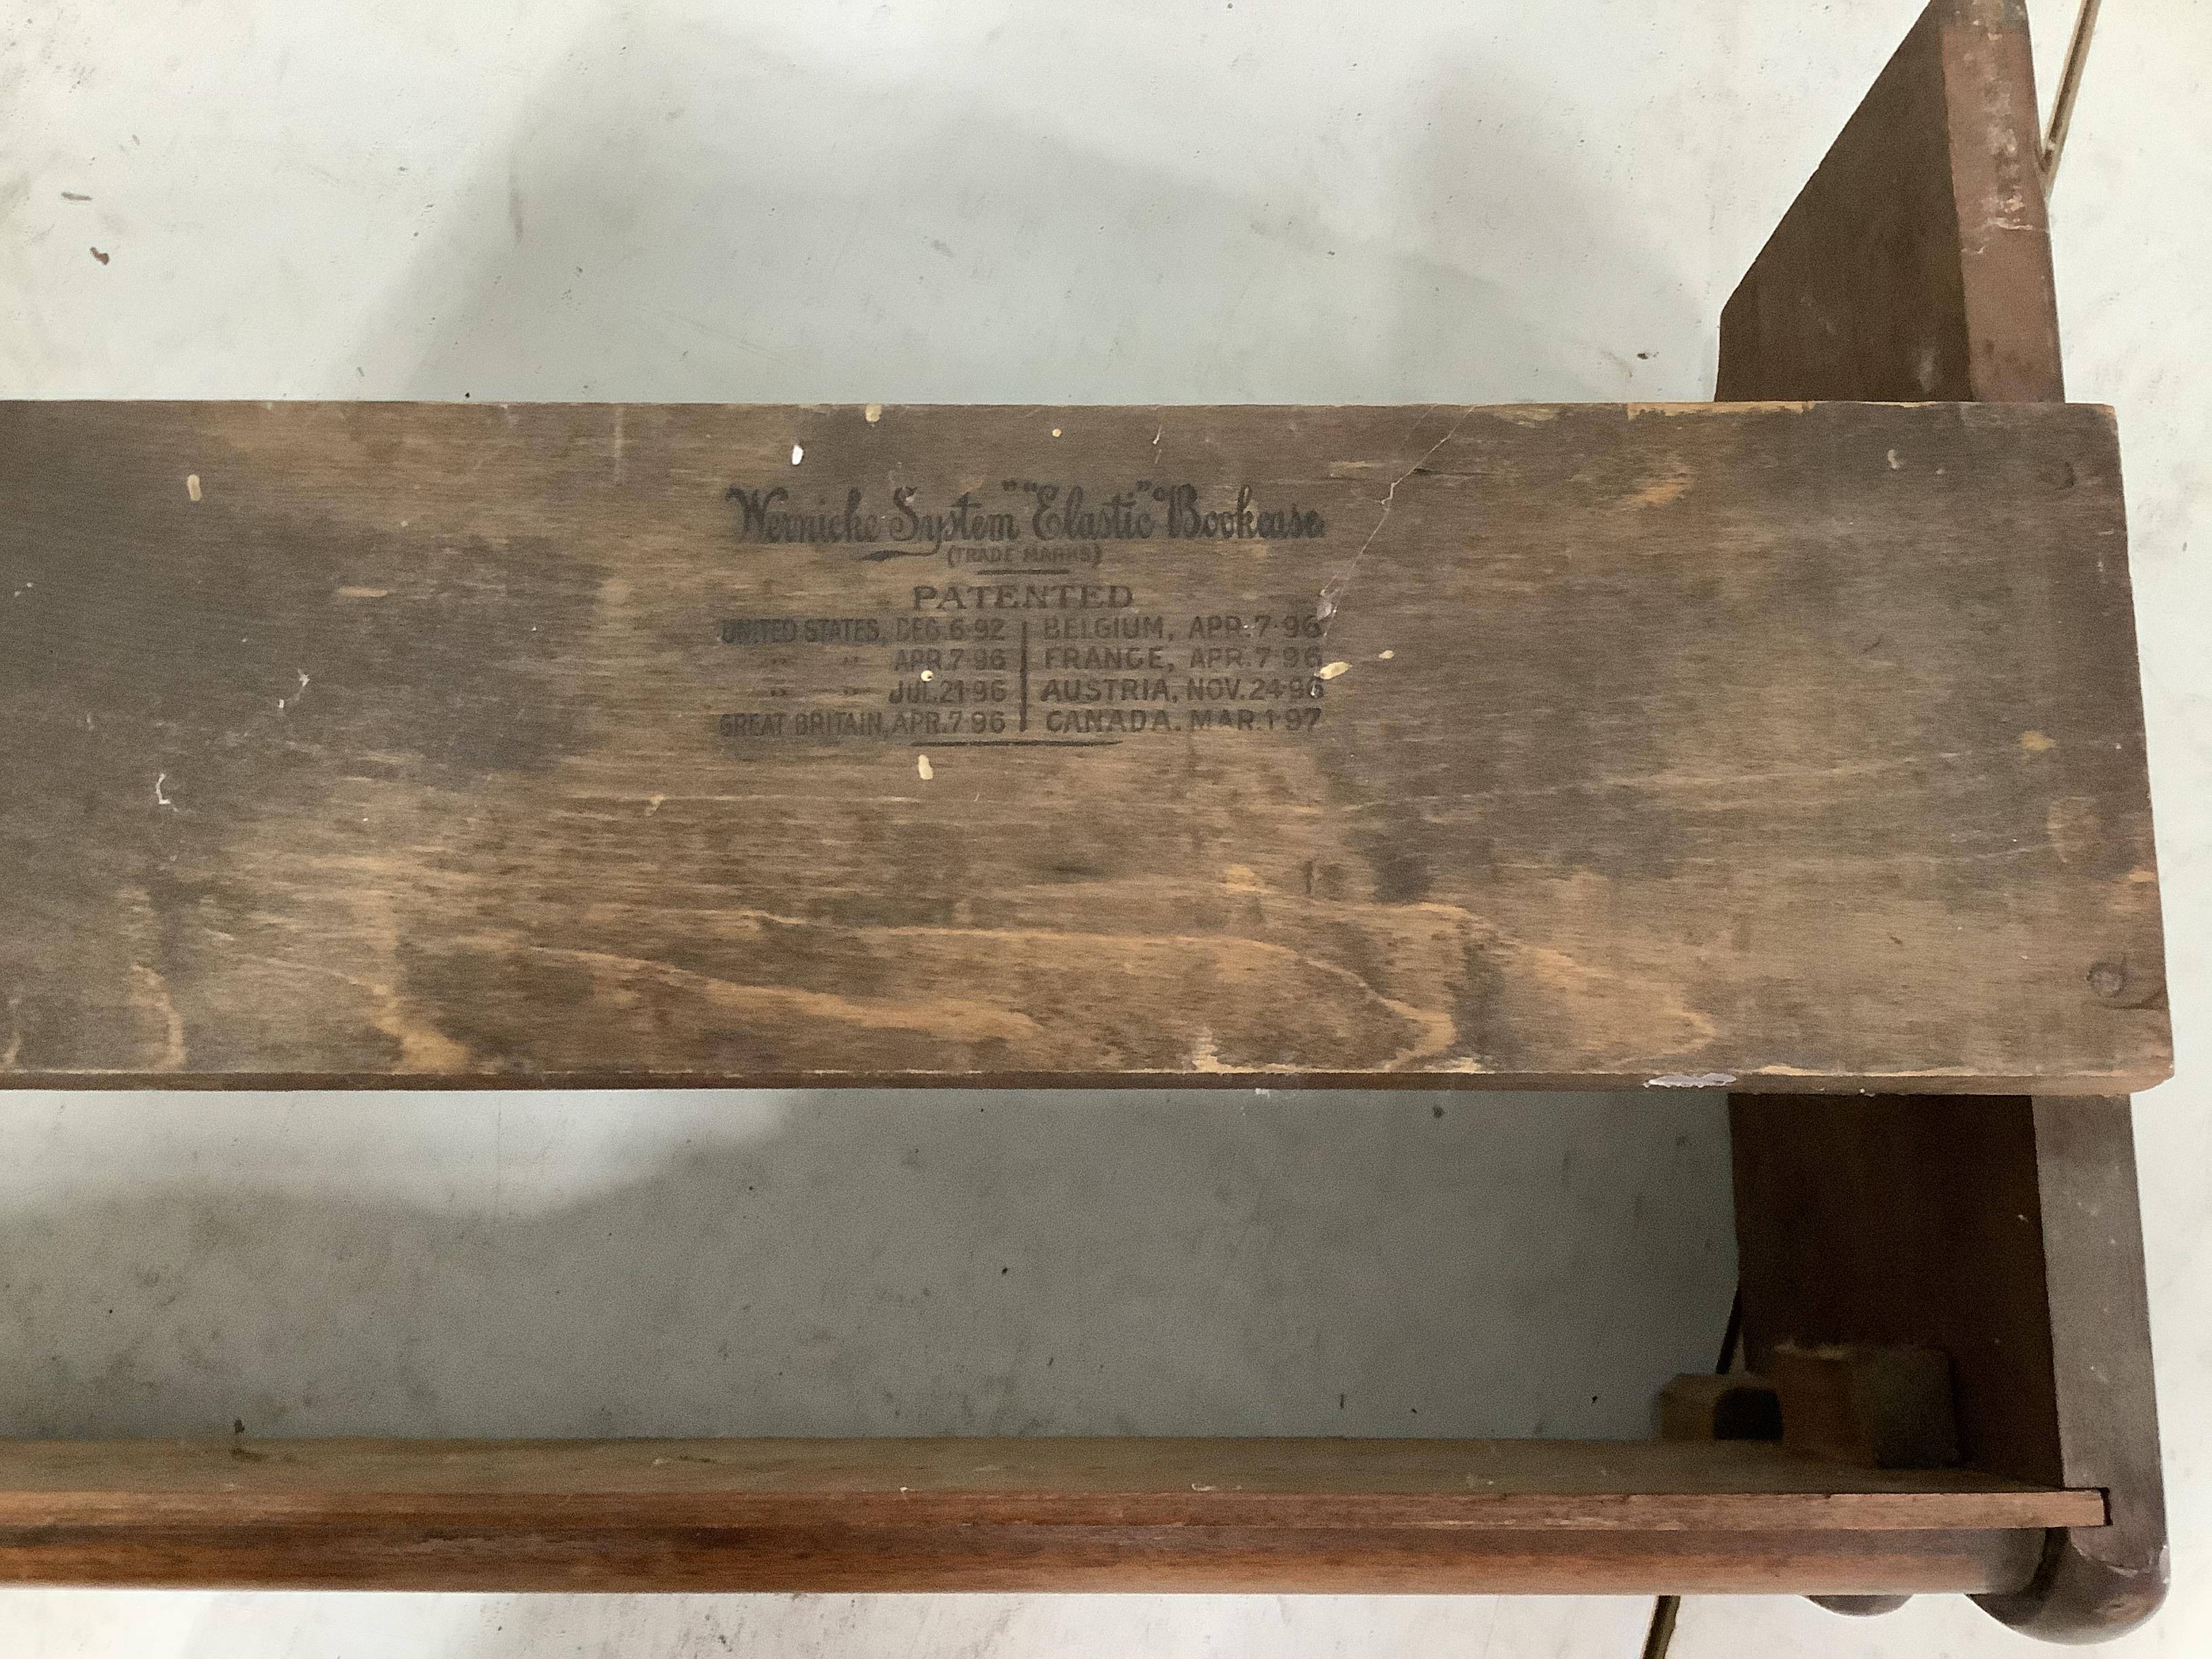 Wernicke System" "Elastic" Bookcase
(TRADE MARKS)
PATENTED
UNITED STATES, DEC.6-92 | BELGIUM, APR.7-96
" " APR.7-96 | FRANCE, APR.7-96
" " JUL.21-96 | AUSTRIA, NOV.24-96
GREAT BRITAIN, APR.7-96 | CANADA. MAR.1-97